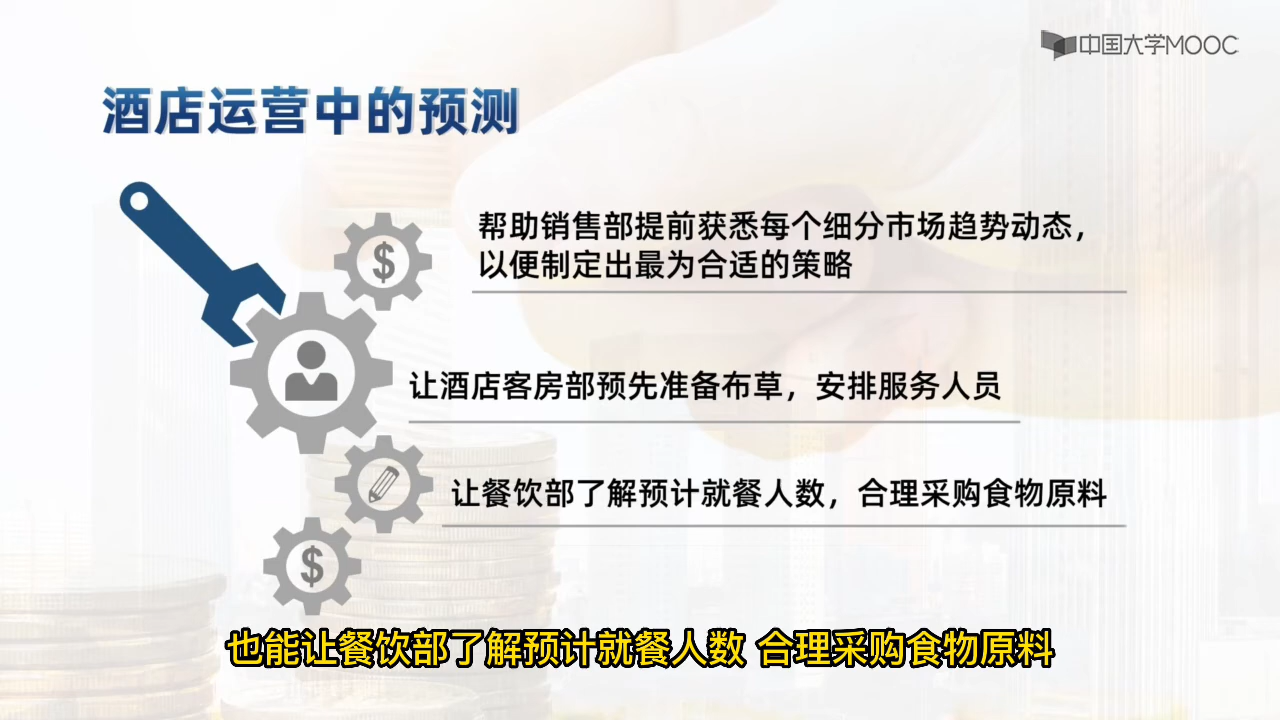 中国大学MOOC
酒店运营中的预测
$
帮助销售部提前获悉每个细分市场趋势动态，
以便制定出最为合适的策略
让酒店客房部预先准备布草，安排服务人员
让餐饮部了解预计就餐人数，合理采购食物原料
$
也能让餐饮部了解预计就餐人数 合理采购食物原料